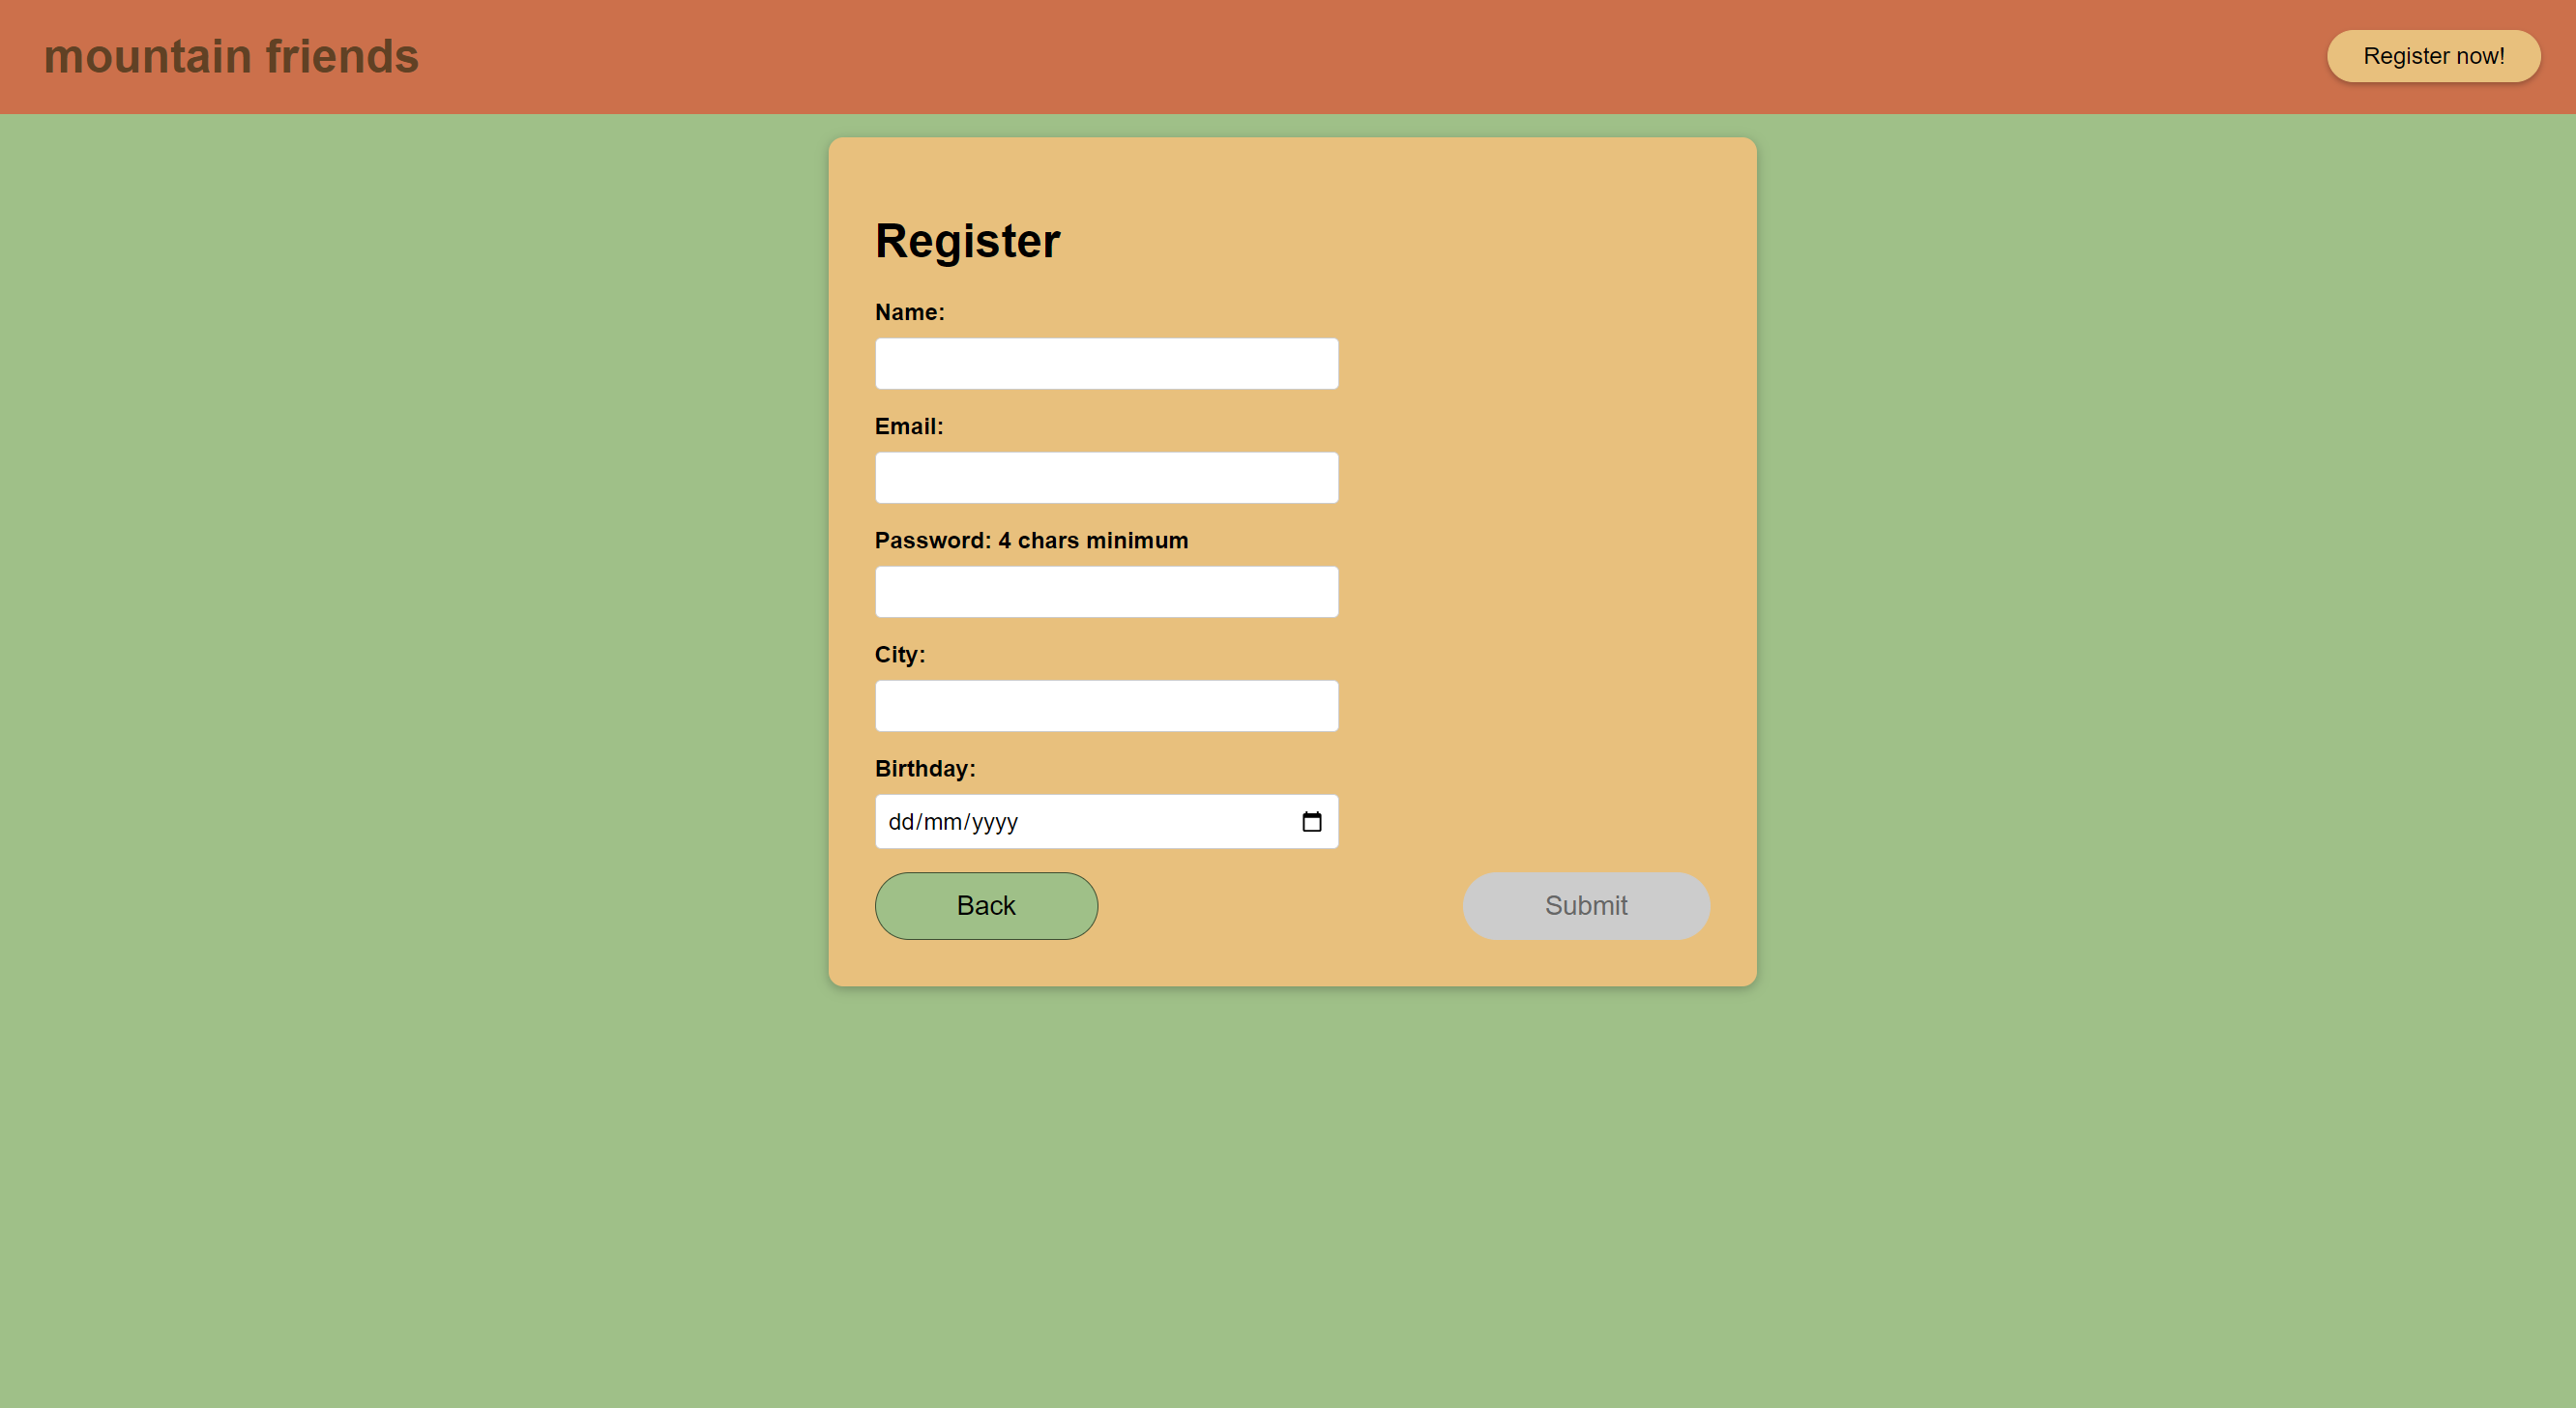 mountain friends
Register now!
Register
Name:
Email:
Password: 4 chars minimum
City:
Birthday:
dd/mm/yyyy
Back
Submit